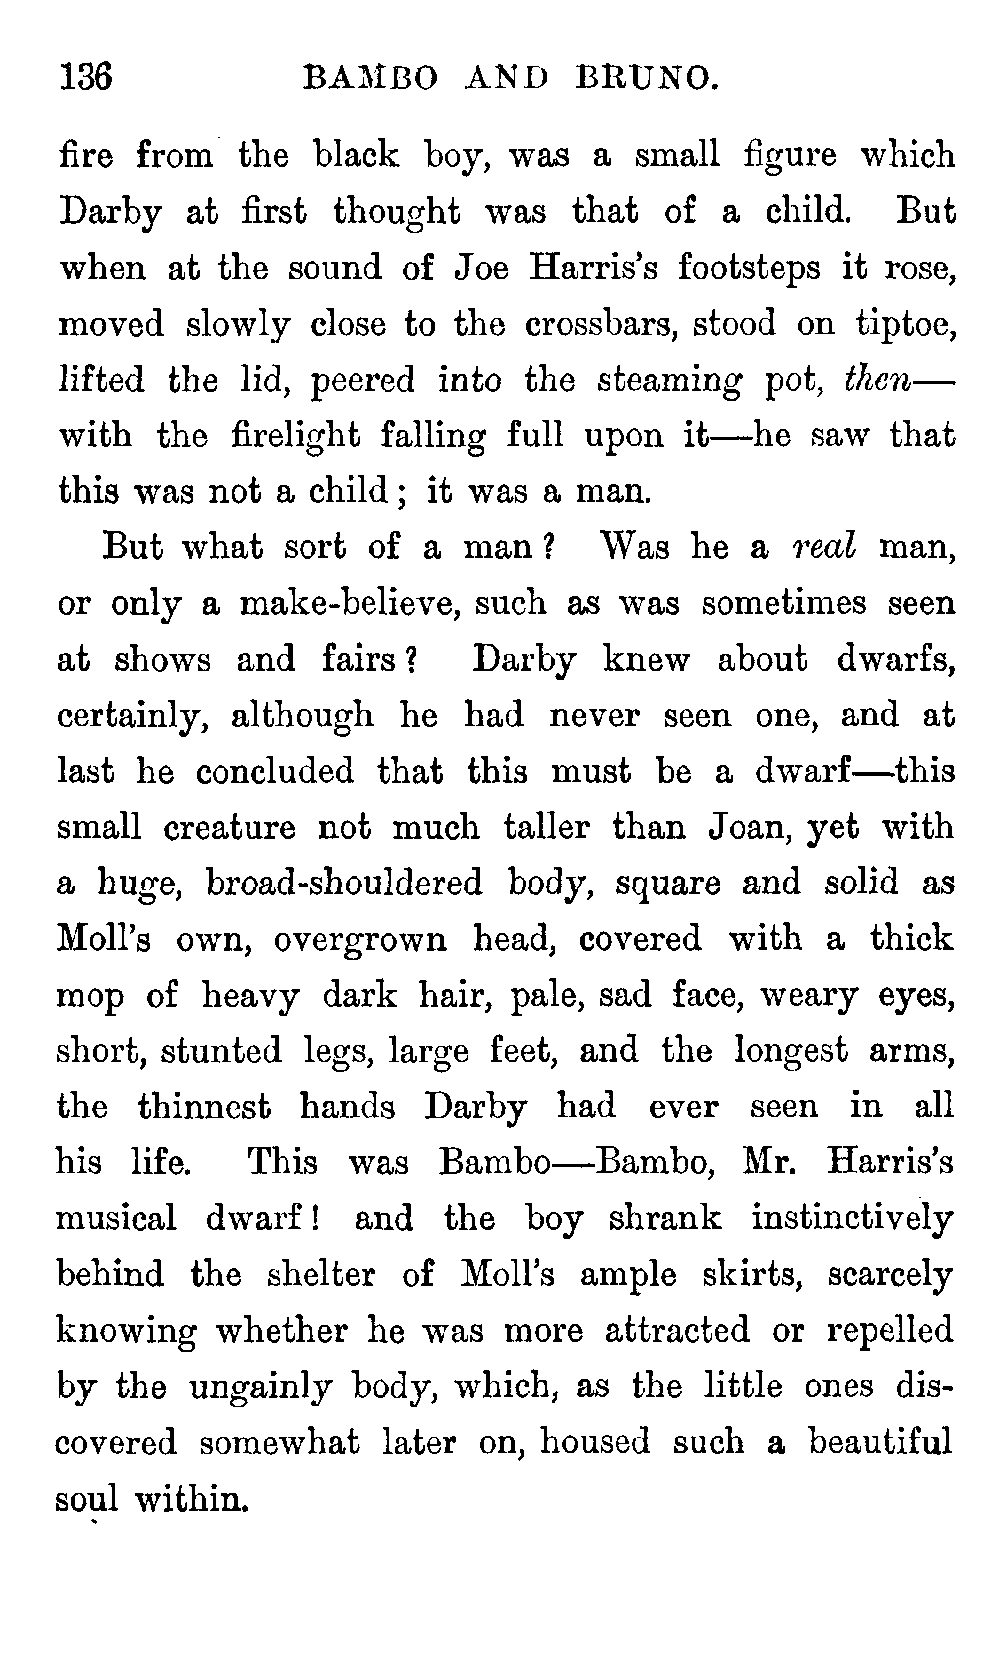 136 BAMBO AND BRUNO.
fire from the black boy, was a small figure which
Darby at first thought was that of a child. But
when at the sound of Joe Harris's footsteps it rose,
moved slowly close to the crossbars, stood on tiptoe,
lifted the lid, peered into the steaming pot, then—
with the firelight falling full upon it—he saw that
this was not a child; it was a man.
But what sort of a man? Was he a real man,
or only a make-believe, such as was sometimes seen
at shows and fairs? Darby knew about dwarfs,
certainly, although he had never seen one, and at
last he concluded that this must be a dwarf—this
small creature not much taller than Joan, yet with
a huge, broad-shouldered body, square and solid as
Moll's own, overgrown head, covered with a thick
mop of heavy dark hair, pale, sad face, weary eyes,
short, stunted legs, large feet, and the longest arms,
the thinnest hands Darby had ever seen in all
his life. This was Bambo—Bambo, Mr. Harris's
musical dwarf! and the boy shrank instinctively
behind the shelter of Moll's ample skirts, scarcely
knowing whether he was more attracted or repelled
by the ungainly body, which, as the little ones dis-
covered somewhat later on, housed such a beautiful
soul within.